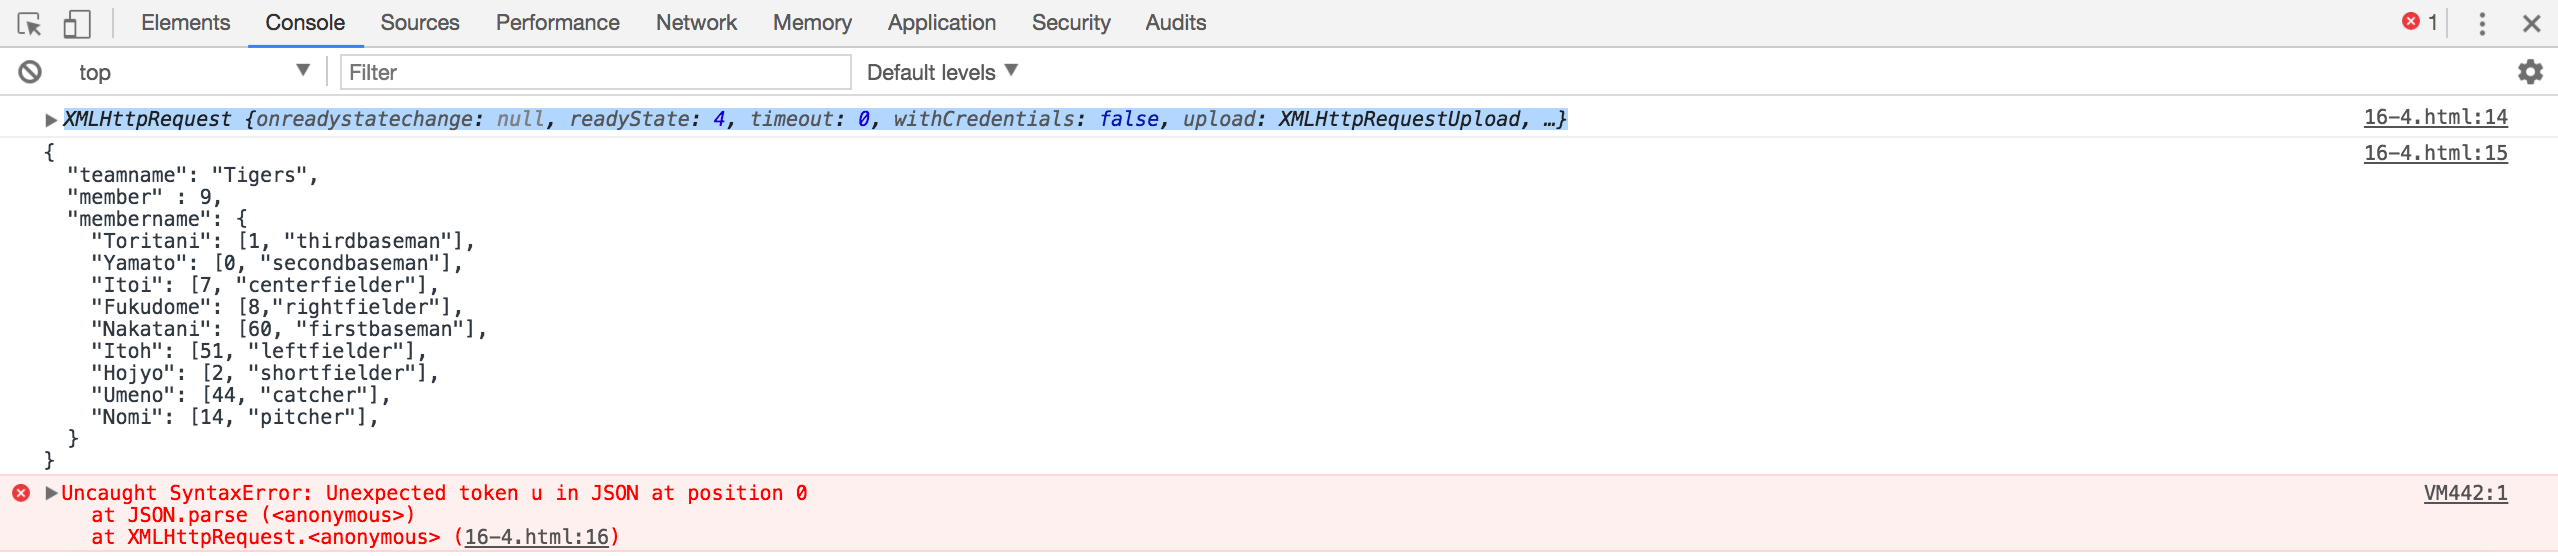 Elements Console Sources Performance Network Memory Application Security Audits 1
top Filter Default levels
XMLHttpRequest {onreadystatechange: null, readyState: 4, timeout: 0, withCredentials: false, upload: XMLHttpRequestUpload, …} 16-4.html:14
{ 16-4.html:15
"teamname": "Tigers",
"member" : 9,
"membername": {
"Toritani": [1, "thirdbaseman"],
"Yamato": [0, "secondbaseman"],
"Itoi": [7, "centerfielder"],
"Fukudome": [8,"rightfielder"],
"Nakatani": [60, "firstbaseman"],
"Itoh": [51, "leftfielder"],
"Hojyo": [2, "shortfielder"],
"Umeno": [44, "catcher"],
"Nomi": [14, "pitcher"],
}
}
Uncaught SyntaxError: Unexpected token u in JSON at position 0 VM442:1
at JSON.parse (<anonymous>)
at XMLHttpRequest.<anonymous> (16-4.html:16)